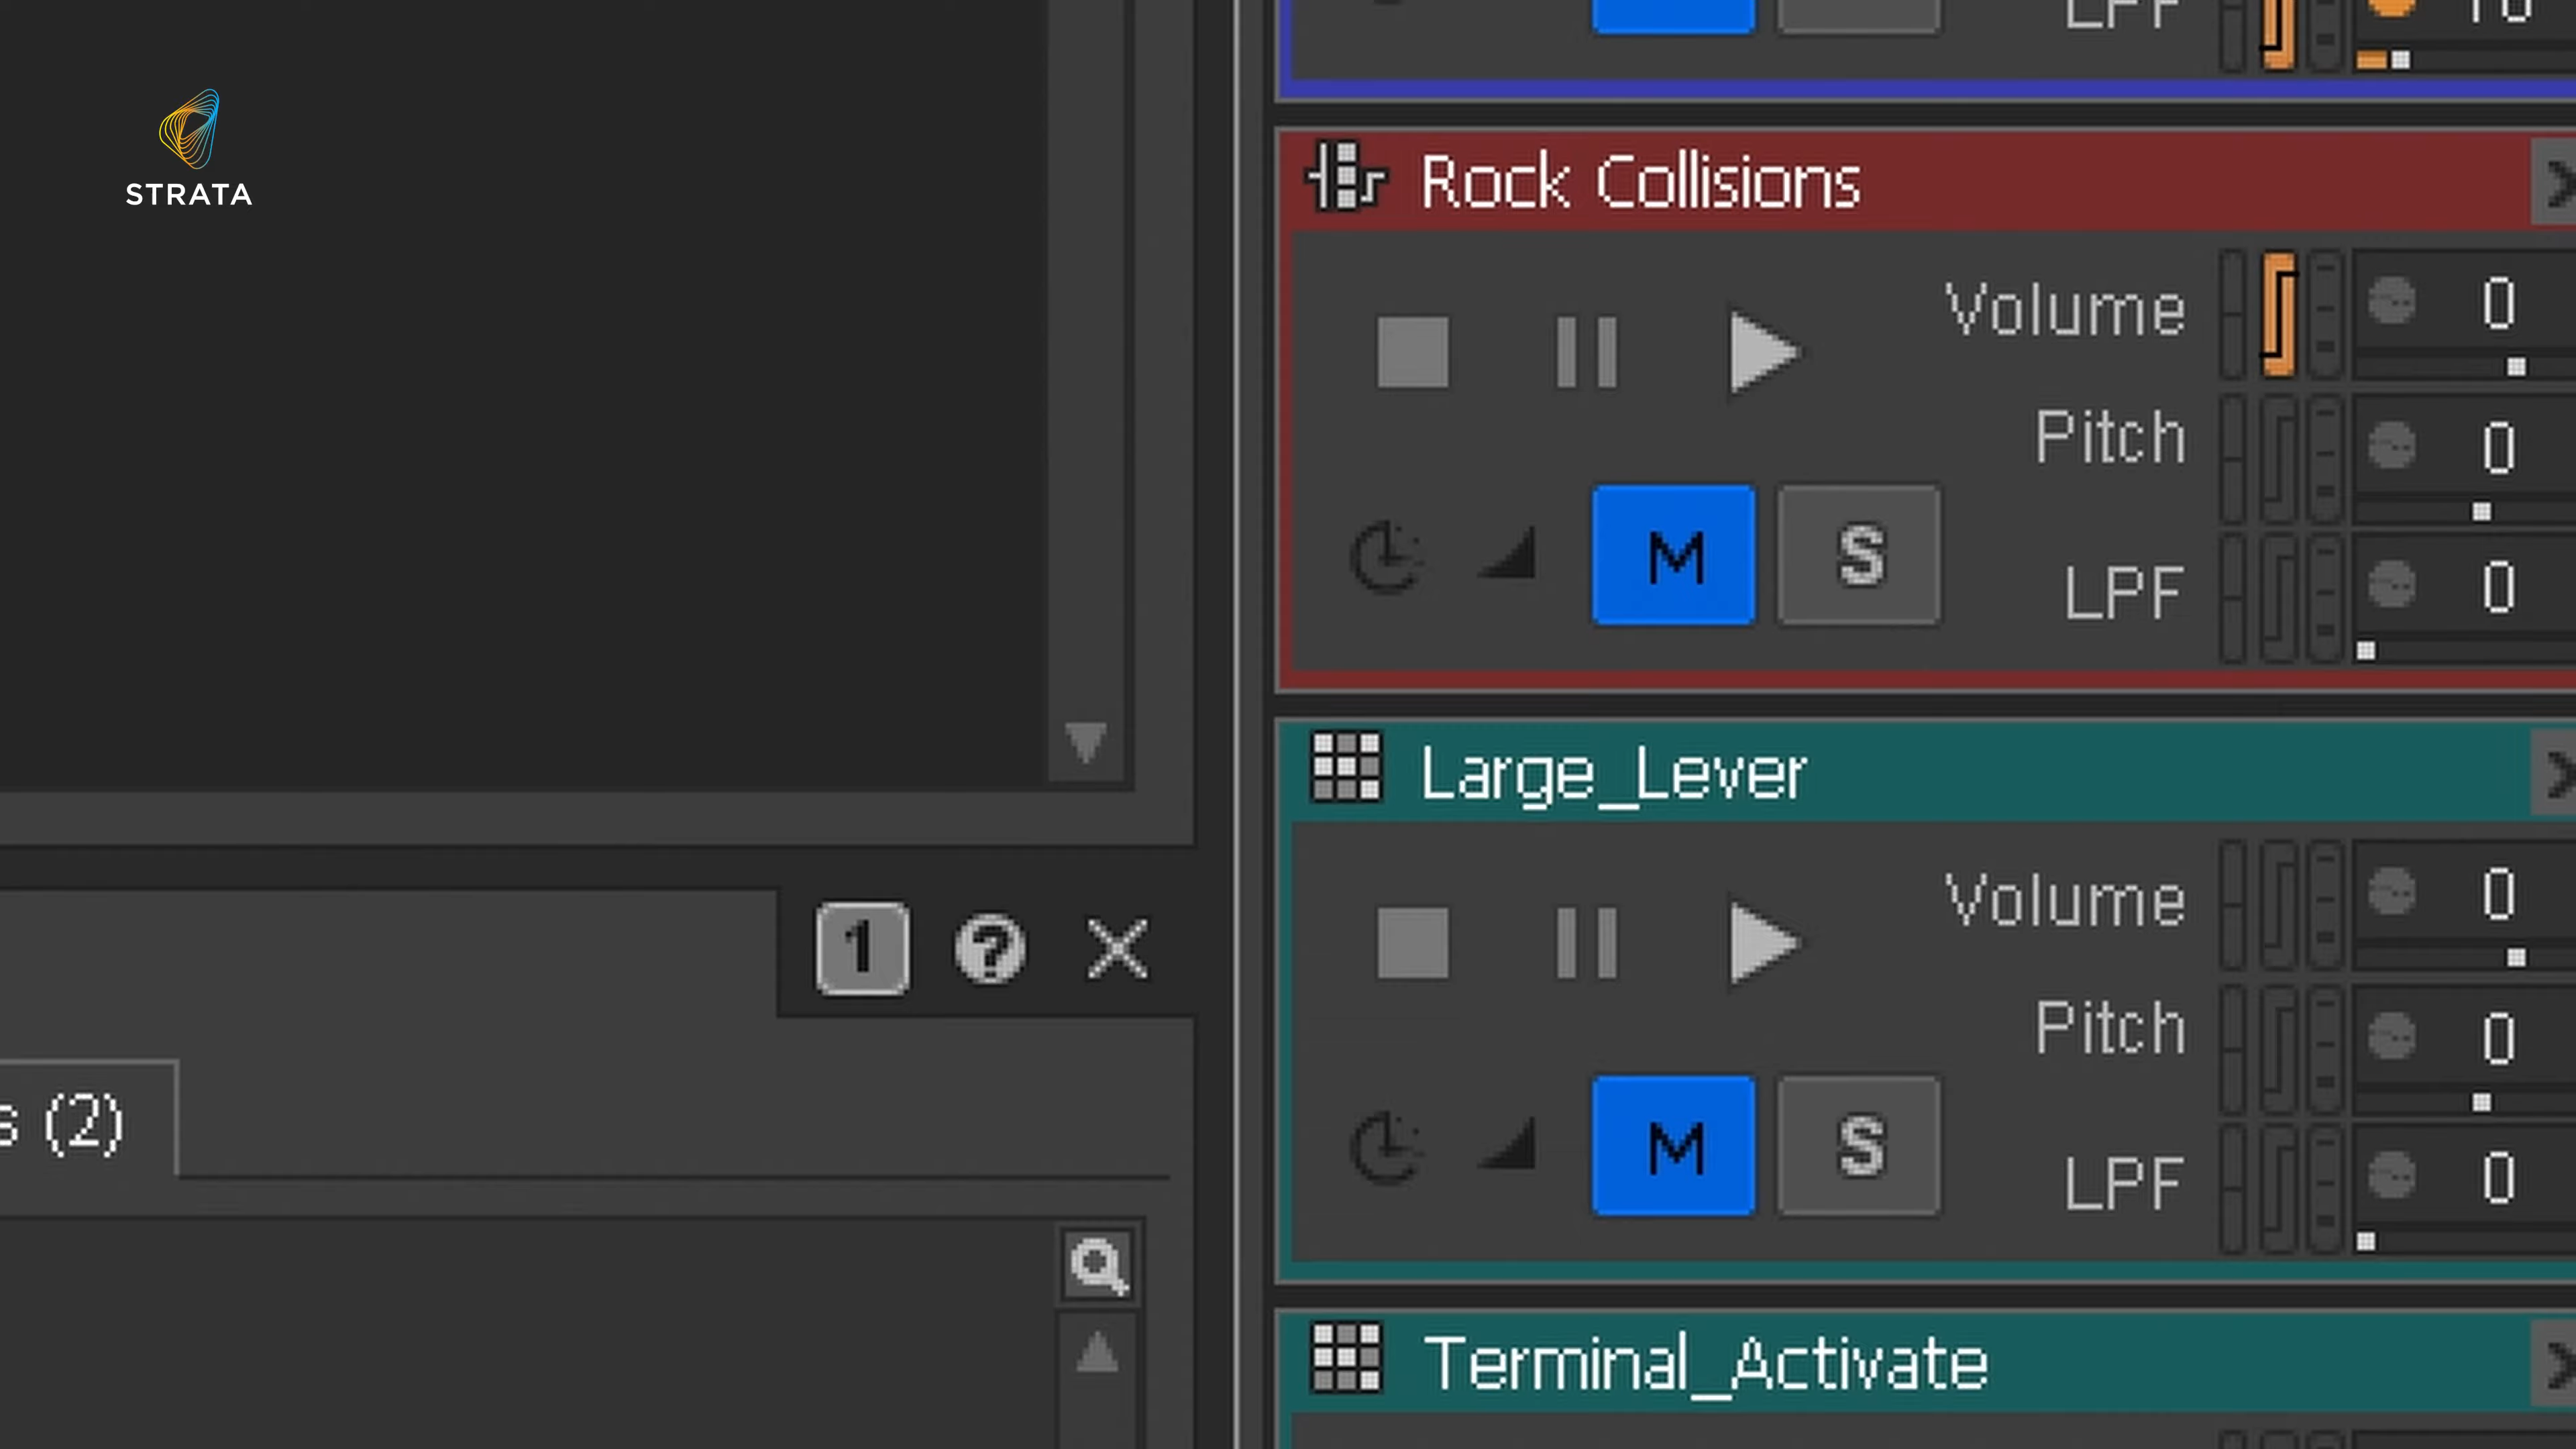 STRATA
LPF
Rock Collisions
Volume 0
Pitch 0
M S
LPF 0
Large_Lever
Volume 0
1 ?
Pitch 0
(2)
M S
LPF 0
Terminal_Activate